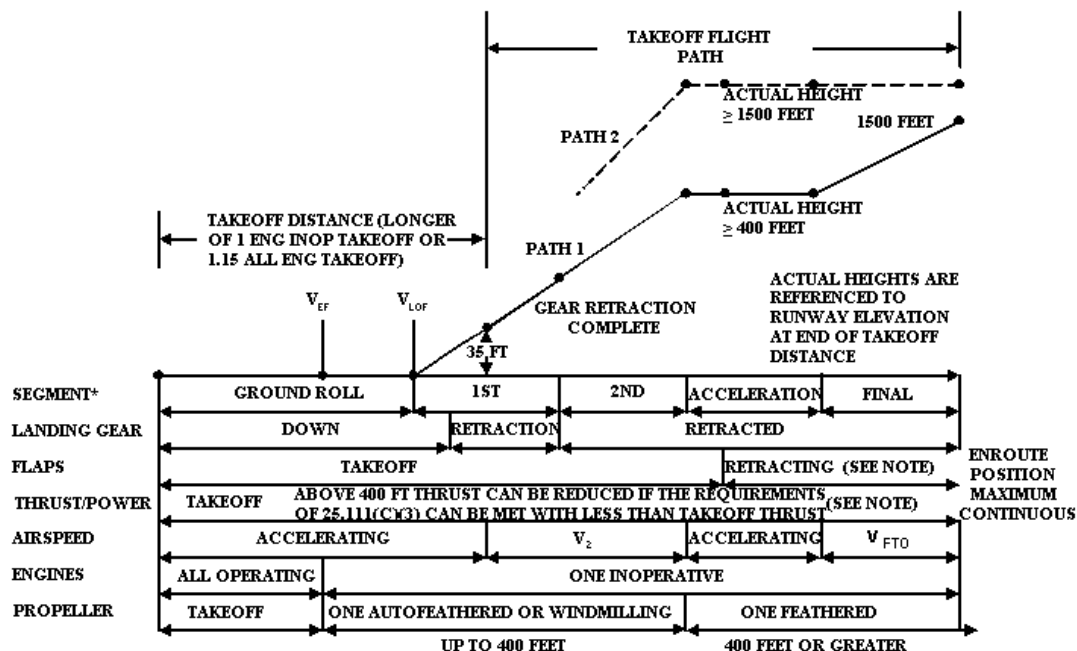 TAKEOFF FLIGHT
PATH
ACTUAL HEIGHT
≥ 1500 FEET
1500 FEET
PATH 2
ACTUAL HEIGHT
≥ 400 FEET
TAKEOFF DISTANCE (LONGER
OF 1 ENG INOP TAKEOFF OR
1.15 ALL ENG TAKEOFF)
PATH 1
V_EF
V_LOF
GEAR RETRACTION
COMPLETE
ACTUAL HEIGHTS ARE
REFERENCED TO
RUNWAY ELEVATION
AT END OF TAKEOFF
DISTANCE
35 FT
SEGMENT* GROUND ROLL 1ST 2ND ACCELERATION FINAL
LANDING GEAR DOWN RETRACTION RETRACTED
FLAPS TAKEOFF RETRACTING (SEE NOTE) ENROUTE
POSITION
THRUST/POWER TAKEOFF ABOVE 400 FT THRUST CAN BE REDUCED IF THE REQUIREMENTS
OF 25.111(C)(3) CAN BE MET WITH LESS THAN TAKEOFF THRUST (SEE NOTE) MAXIMUM
CONTINUOUS
AIRSPEED ACCELERATING V2 ACCELERATING V FTO
ENGINES ALL OPERATING ONE INOPERATIVE
PROPELLER TAKEOFF ONE AUTOFEATHERED OR WINDMILLING ONE FEATHERED
UP TO 400 FEET 400 FEET OR GREATER